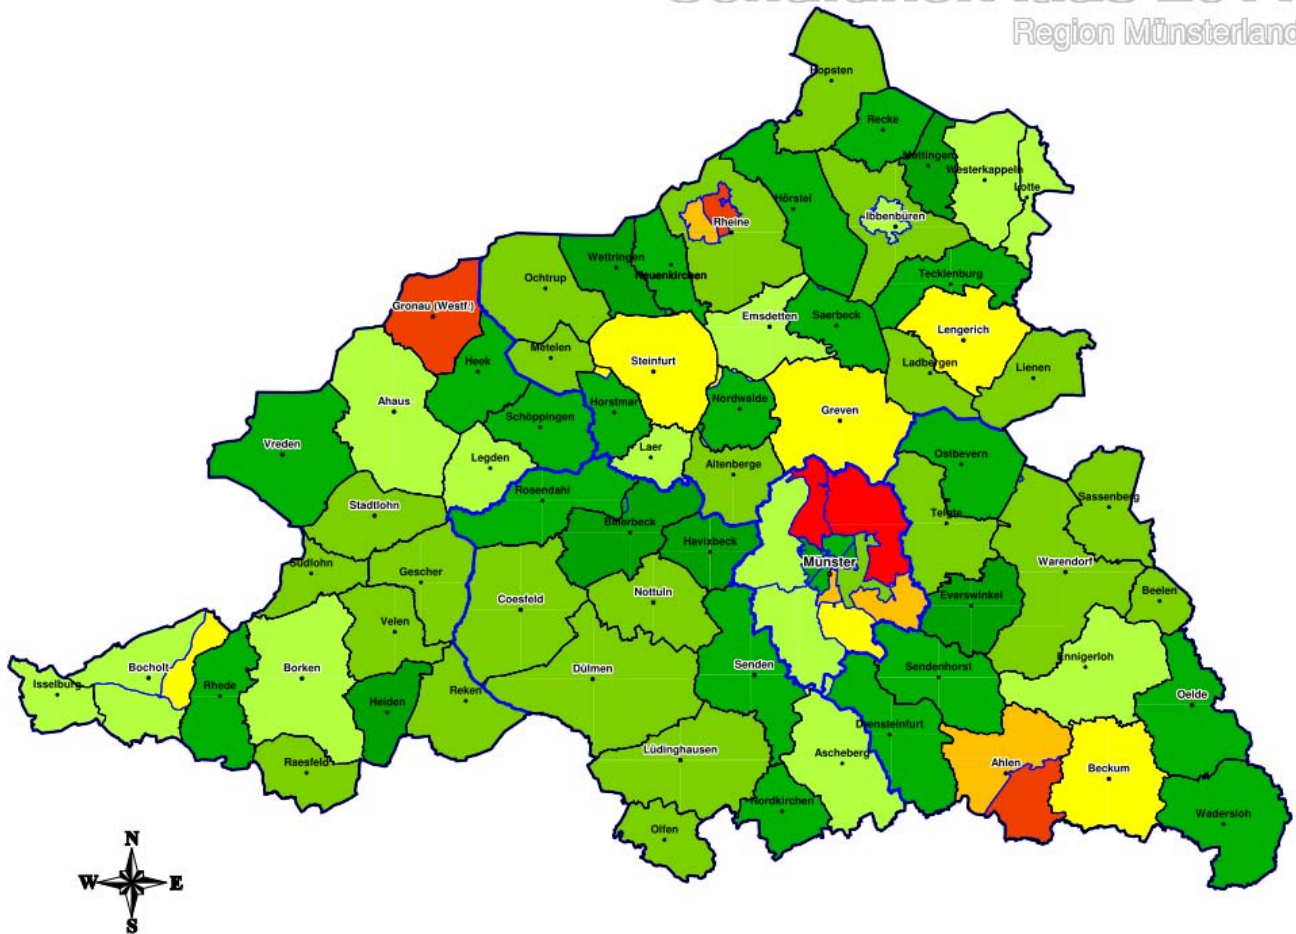 Region Münsterland
Hopsten
Recke
Mettingen
Westerkappeln
Lotte
Hörstel
Ibbenbüren
Rheine
Wettringen
Neuenkirchen
Ochtrup
Tecklenburg
Gronau (Westf.)
Emsdetten
Saerbeck
Lengerich
Metelen
Steinfurt
Heek
Ladbergen
Lienen
Ahaus
Horstmar
Nordwalde
Greven
Schöppingen
Vreden
Laer
Legden
Altenberge
Ostbevern
Rosendahl
Sassenberg
Stadtlohn
Telgte
Billerbeck
Havixbeck
Südlohn
Gescher
Münster
Warendorf
Coesfeld
Nottuln
Everswinkel
Beelen
Velen
Ennigerloh
Bocholt
Isselburg
Rhede
Borken
Dülmen
Senden
Sendenhorst
Oelde
Heiden
Reken
Drensteinfurt
Raesfeld
Lüdinghausen
Ascheberg
Ahlen
Beckum
Nordkirchen
Wadersloh
Olfen
N
W E
S